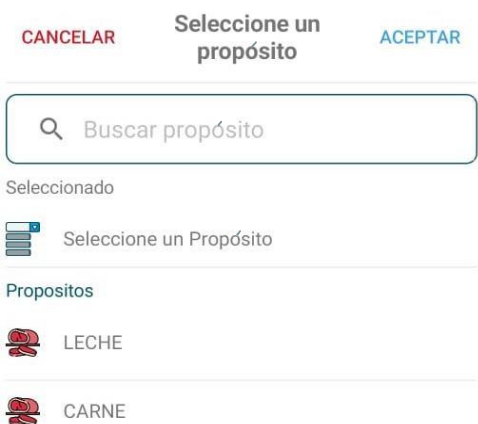 CANCELAR
Seleccione un
propósito
ACEPTAR
Buscar propósito
Seleccionado
Seleccione un Propósito
Propositos
LECHE
CARNE